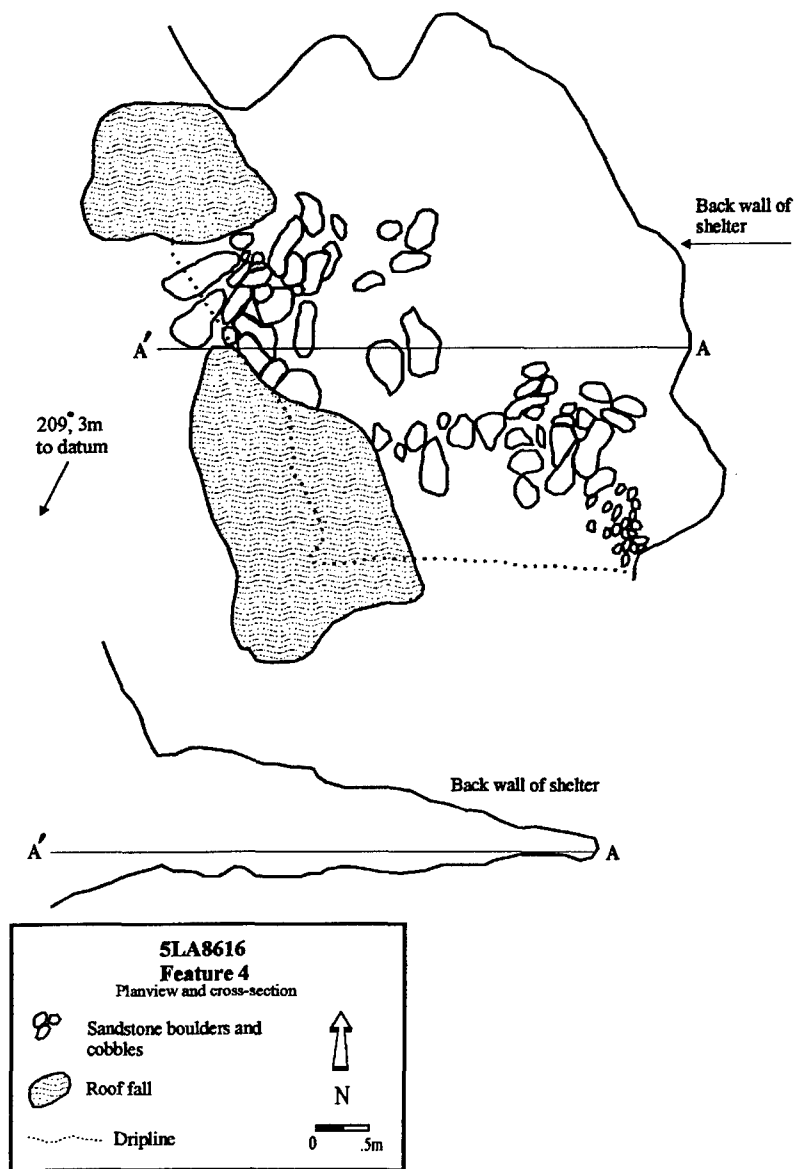 Back wall of
shelter
A' A
209°, 3m
to datum
Back wall of shelter
A' A
5LA8616
Feature 4
Planview and cross-section
Sandstone boulders and
cobbles
Roof fall
N
Dripline
0 .5m